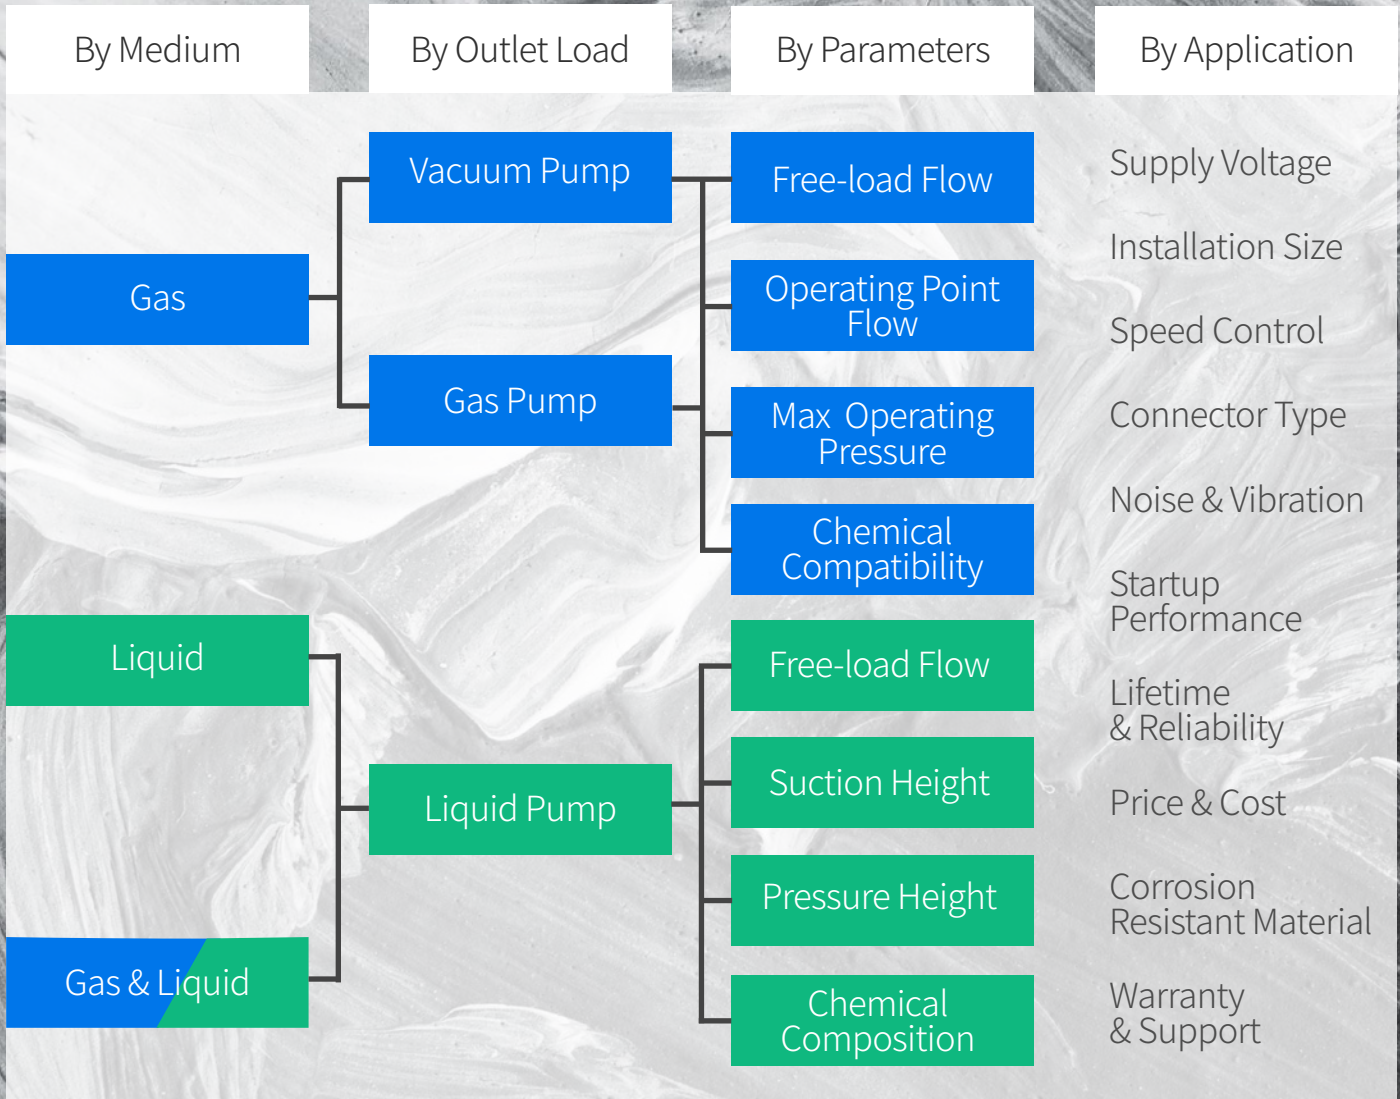 By Medium
By Outlet Load
By Parameters
By Application
Gas
Liquid
Gas & Liquid
Vacuum Pump
Gas Pump
Liquid Pump
Free-load Flow
Operating Point
Flow
Max Operating
Pressure
Chemical
Compatibility
Free-load Flow
Suction Height
Pressure Height
Chemical
Composition
Supply Voltage
Installation Size
Speed Control
Connector Type
Noise & Vibration
Startup
Performance
Lifetime
& Reliability
Price & Cost
Corrosion
Resistant Material
Warranty
& Support